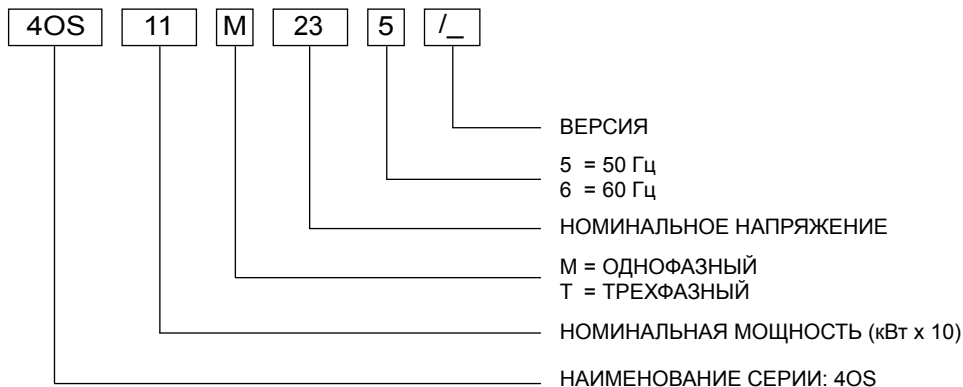 4OS 11 M 23 5 /_
ВЕРСИЯ
5 = 50 Гц
6 = 60 Гц
НОМИНАЛЬНОЕ НАПРЯЖЕНИЕ
М = ОДНОФАЗНЫЙ
Т = ТРЕХФАЗНЫЙ
НОМИНАЛЬНАЯ МОЩНОСТЬ (кВт x 10)
НАИМЕНОВАНИЕ СЕРИИ: 4OS